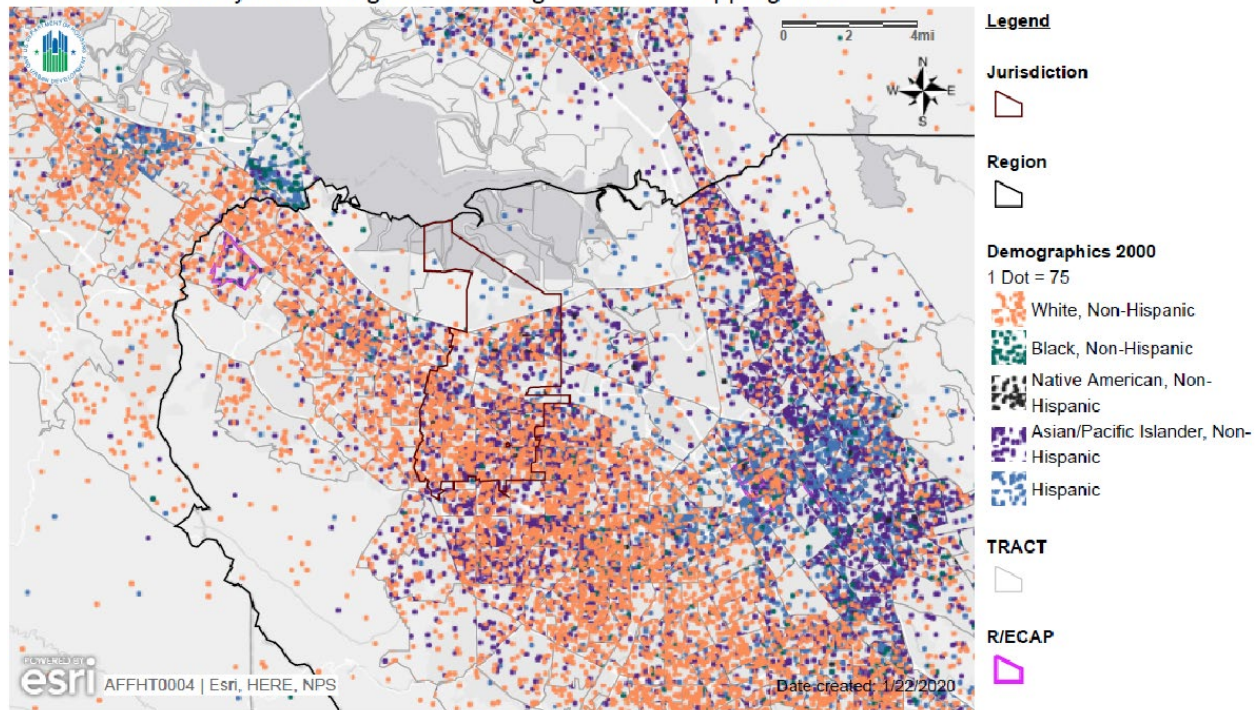 0 2 4mi
N
W E
S
Legend
Jurisdiction
Region
Demographics 2000
1 Dot = 75
White, Non-Hispanic
Black, Non-Hispanic
Native American, Non-
Hispanic
Asian/Pacific Islander, Non-
Hispanic
Hispanic
TRACT
R/ECAP
POWERED BY
esri
AFFHT0004 | Esri, HERE, NPS
Date created: 1/22/2020